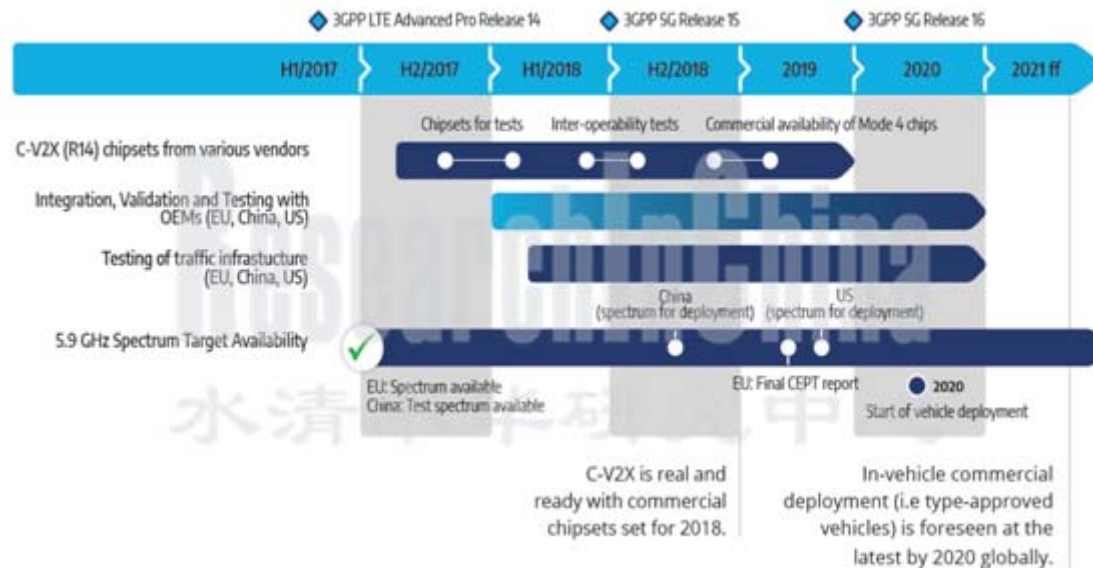 3GPP LTE Advanced Pro Release 14
3GPP 5G Release 15
3GPP 5G Release 16
H1/2017
H2/2017
H1/2018
H2/2018
2019
2020
2021 ff
Chipsets for tests
Inter-operability tests
Commercial availability of Mode 4 chips
C-V2X (R14) chipsets from various vendors
Integration, Validation and Testing with
OEMs (EU, China, US)
Testing of traffic infrastucture
(EU, China, US)
China
(spectrum for deployment)
US
(spectrum for deployment)
5.9 GHz Spectrum Target Availability
EU: Spectrum available
China: Test spectrum available
EU: Final CEPT report
2020
Start of vehicle deployment
ResearchInChina
水清
C-V2X is real and
ready with commercial
chipsets set for 2018.
In-vehicle commercial
deployment (i.e type-approved
vehicles) is foreseen at the
latest by 2020 globally.